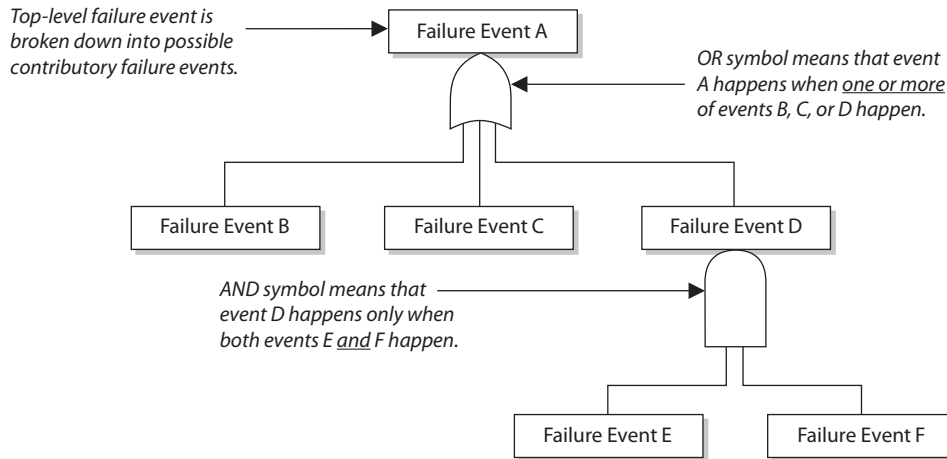 Top-level failure event is
broken down into possible
contributory failure events.
Failure Event A
OR symbol means that event
A happens when one or more
of events B, C, or D happen.
Failure Event B
Failure Event C
Failure Event D
AND symbol means that
event D happens only when
both events E and F happen.
Failure Event E
Failure Event F